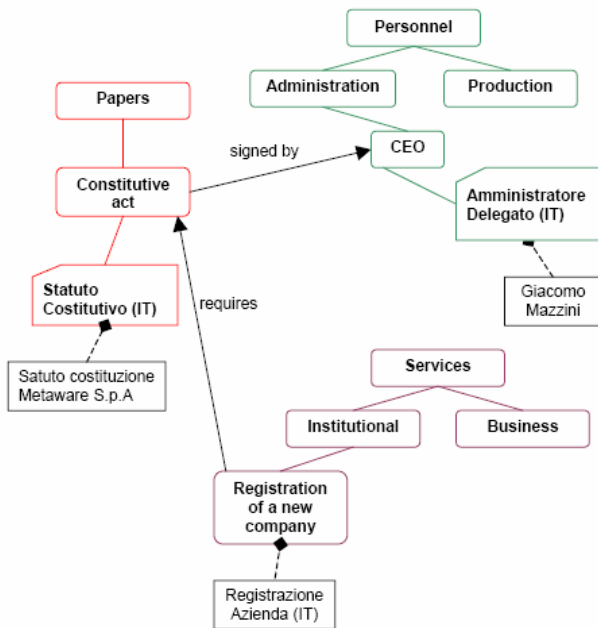 Personnel
Administration
Production
Papers
signed by
CEO
Constitutive
act
Amministratore
Delegato (IT)
Statuto
Costitutivo (IT)
requires
Giacomo
Mazzini
Satuto costituzione
Metaware S.p.A
Services
Institutional
Business
Registration
of a new
company
Registrazione
Azienda (IT)